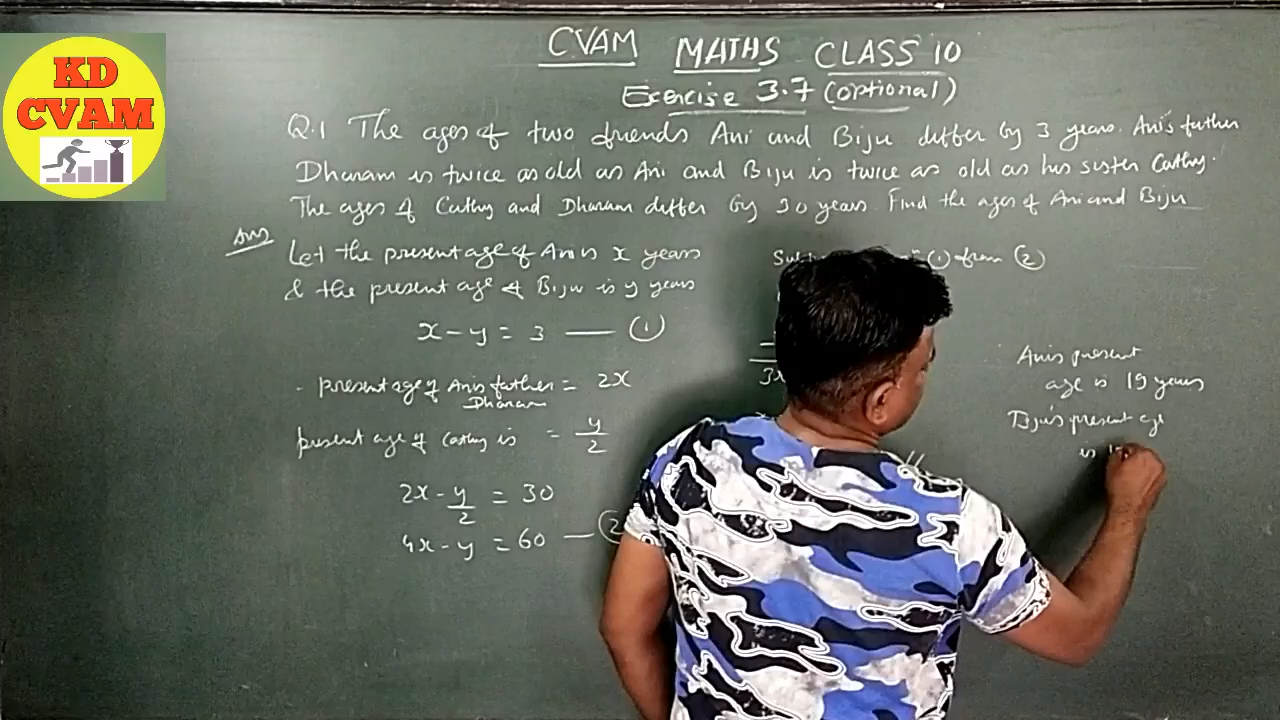 KD
CVAM
CVAM MATHS CLASS 10
Exercise 3.7 (optional)
Q.1 The ages of two friends Ani and Biju differ by 3 years. Ani's father
Dharam is twice as old as Ani and Biju is twice as old as his sister Cathy.
The ages of Cathy and Dharam differ by 30 years. Find the ages of Ani and Biju
Ans
Let the present age of Ani is x years
& the present age of Biju is y years
x - y = 3 — (1)
present age of Ani's father = 2x
Dharam
present age of Cathy is = y/2
2x - y/2 = 30
4x - y = 60 — (2
(1) from (2)
3x
Ani's present
age is 19 years
Biju's present age
is